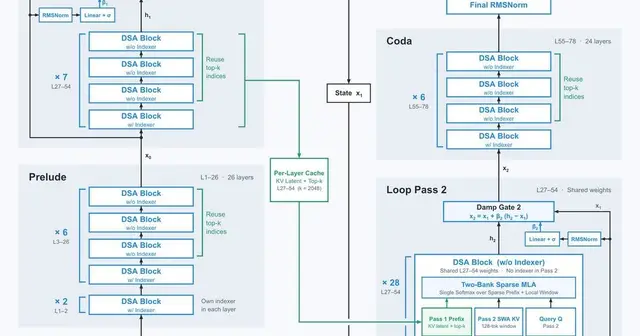 RMSNorm
Linear + σ
β₁
h₁
× 7
L27–54
DSA Block
w/o Indexer
DSA Block
w/o Indexer
DSA Block
w/o Indexer
DSA Block
w/ Indexer
Reuse
top-k
indices
x₀
Prelude
L1–26 · 26 layers
× 6
L3–26
DSA Block
w/o Indexer
DSA Block
w/o Indexer
DSA Block
w/o Indexer
DSA Block
w/ Indexer
Reuse
top-k
indices
× 2
L1–2
DSA Block
w/ Indexer
Own indexer
in each layer
Per-Layer Cache
KV Latent + Top-k
L27–54 (k = 2048)
State x₁
Final RMSNorm
Coda
L55–78 · 24 layers
× 6
L55–78
DSA Block
w/o Indexer
DSA Block
w/o Indexer
DSA Block
w/o Indexer
DSA Block
w/ Indexer
Reuse
top-k
indices
x₂
Loop Pass 2
L27–54 · Shared weights
Damp Gate 2
x₂ = x₁ + β₂ (h₂ − x₁)
x₁
β₂
h₂
Linear + σ
RMSNorm
× 28
L27–54
DSA Block (w/o Indexer)
Shared L27–54 weights · No indexer in Pass 2
Two-Bank Sparse MLA
Single Softmax over Sparse Prefix + Local Window
Pass 1 Prefix
KV latent + top-k
Pass 2 SWA KV
128-tok window
Query Q
Pass 2